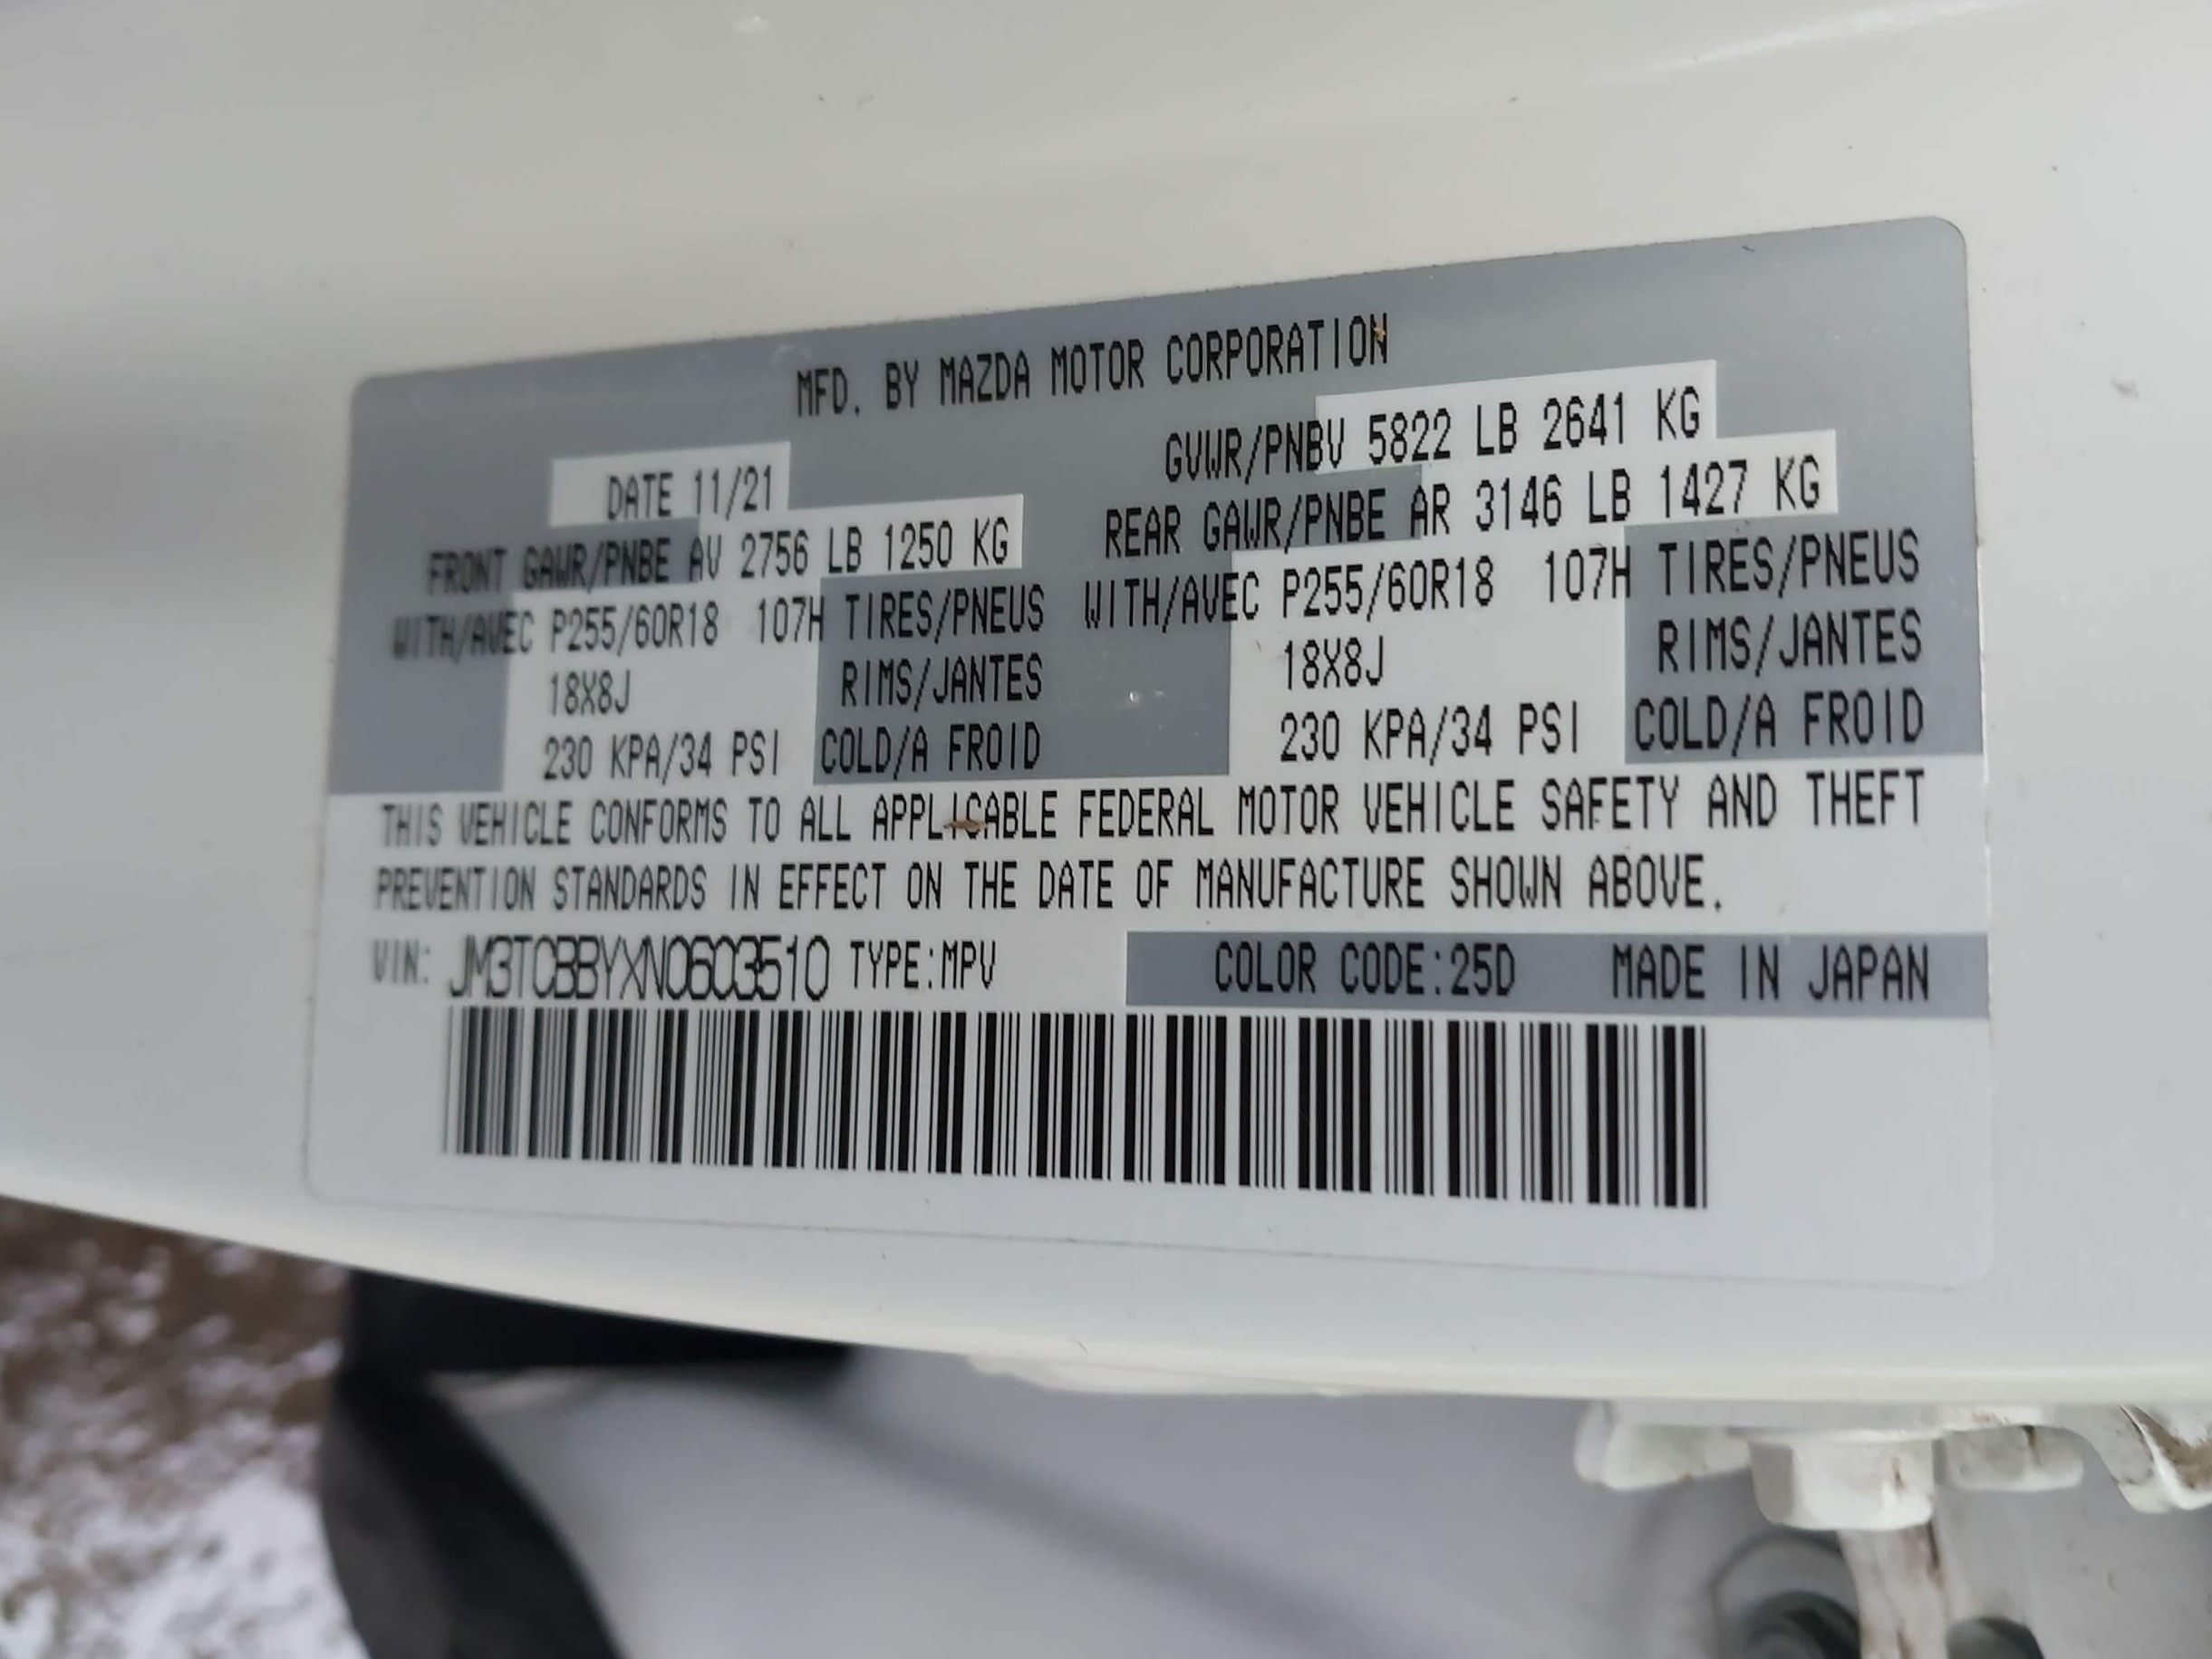 MFD. BY MAZDA MOTOR CORPORATION
DATE 11/21 GVWR/PNBV 5822 LB 2641 KG
FRONT GAWR/PNBE AV 2756 LB 1250 KG REAR GAWR/PNBE AR 3146 LB 1427 KG
WITH/AVEC P255/60R18 107H TIRES/PNEUS WITH/AVEC P255/60R18 107H TIRES/PNEUS
18X8J RIMS/JANTES 18X8J RIMS/JANTES
230 KPA/34 PSI COLD/A FROID 230 KPA/34 PSI COLD/A FROID
THIS VEHICLE CONFORMS TO ALL APPLICABLE FEDERAL MOTOR VEHICLE SAFETY AND THEFT
PREVENTION STANDARDS IN EFFECT ON THE DATE OF MANUFACTURE SHOWN ABOVE.
VIN: JM3TCBBYXN0603510 TYPE:MPV COLOR CODE:25D MADE IN JAPAN